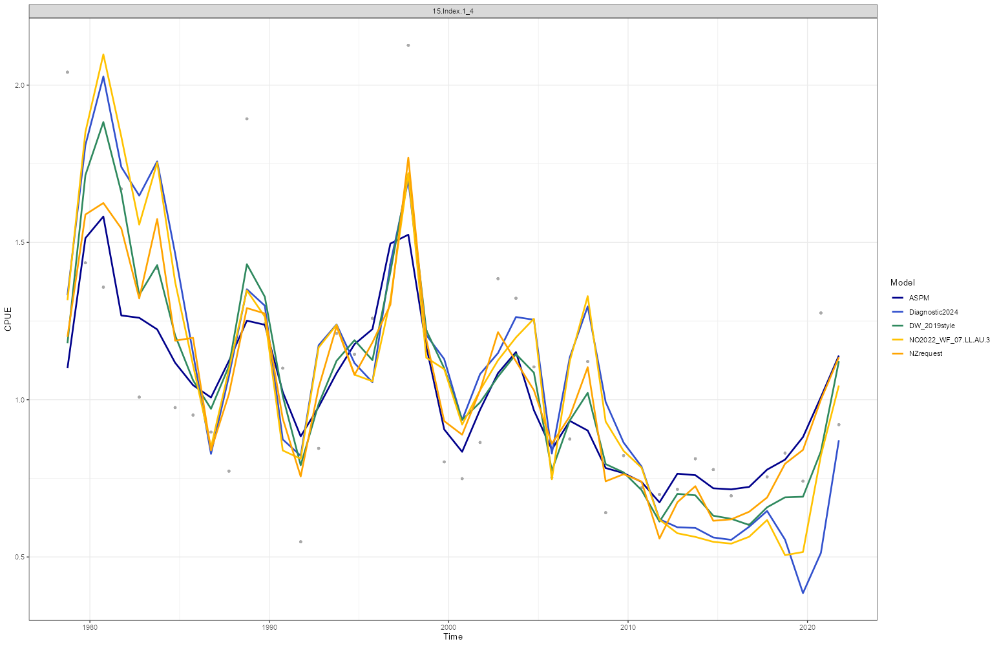 15.Index.1_4
CPUE
2.0
1.5
1.0
0.5
1980
1990
2000
2010
2020
Time
Model
ASPM
Diagnostic2024
DW_2019style
NO2022_WF_07.LL.AU.3
NZrequest